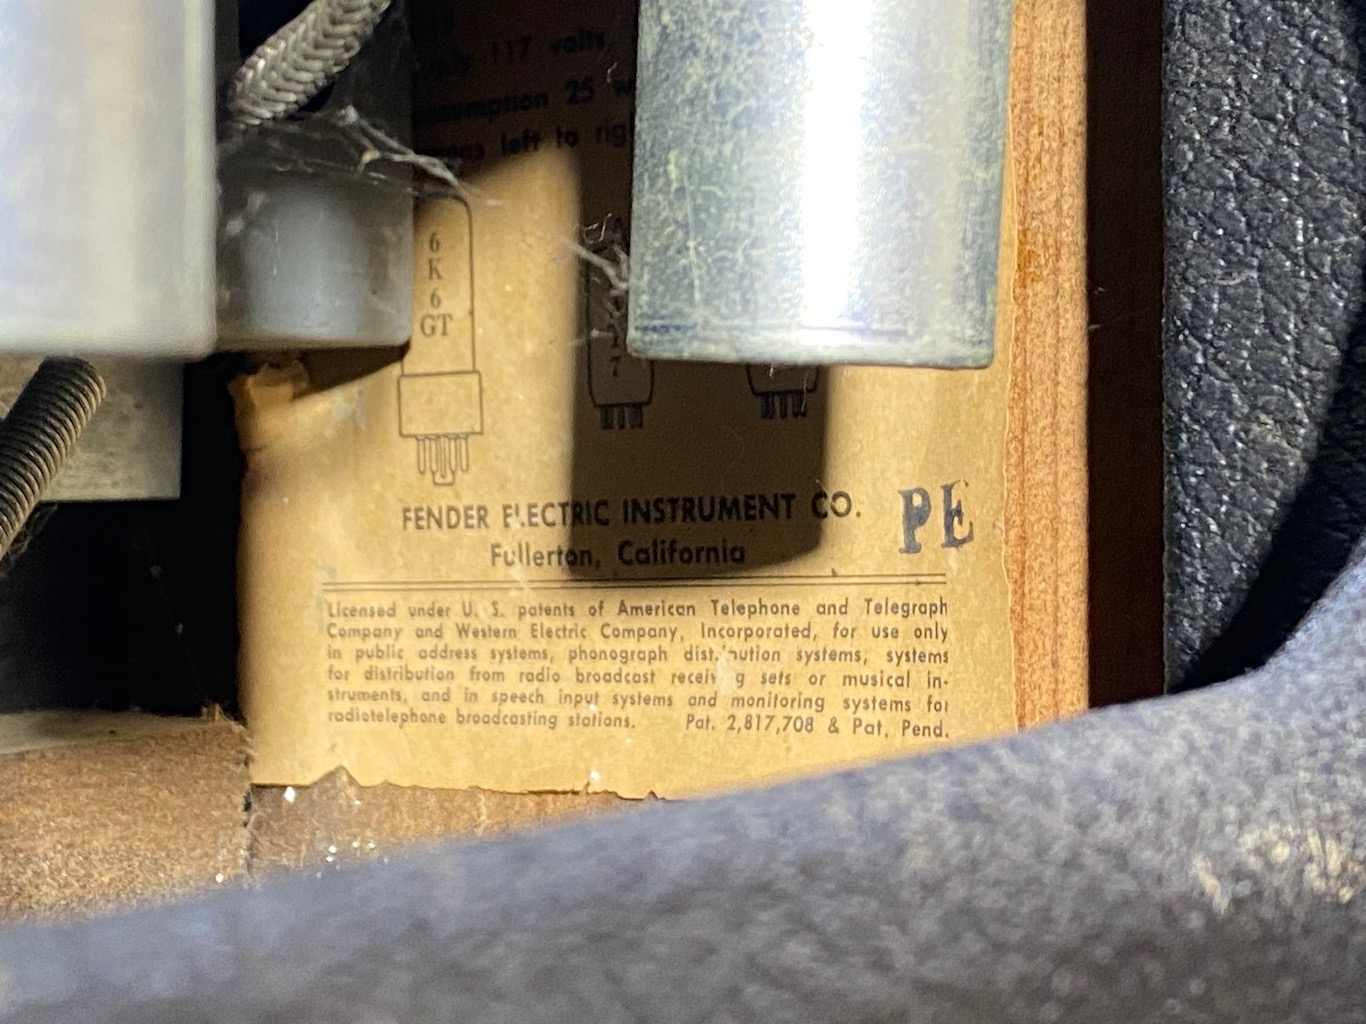 117 volts,
25
left to
6
K
6
GT
7
FENDER ELECTRIC INSTRUMENT CO.
PE
Fullerton, California
Licensed under U. S. patents of American Telephone and Telegraph
Company and Western Electric Company, Incorporated, for use only
in public address systems, phonograph distribution systems, systems
for distribution from radio broadcast receiving sets or musical in-
struments, and in speech input systems and monitoring systems for
radiotelephone broadcasting stations. Pat. 2,817,708 & Pat. Pend.